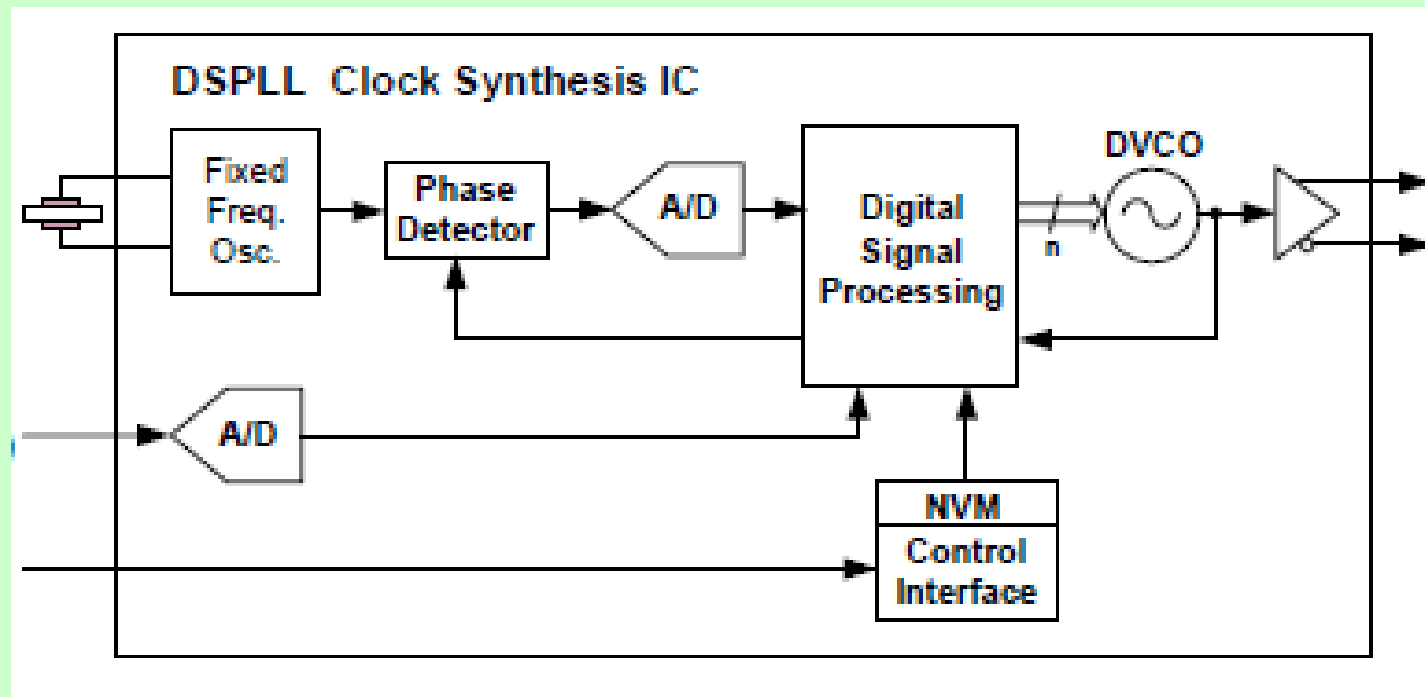 DSPLL Clock Synthesis IC
Fixed
Freq.
Osc.
Phase
Detector
A/D
Digital
Signal
Processing
n
DVCO
A/D
NVM
Control
Interface